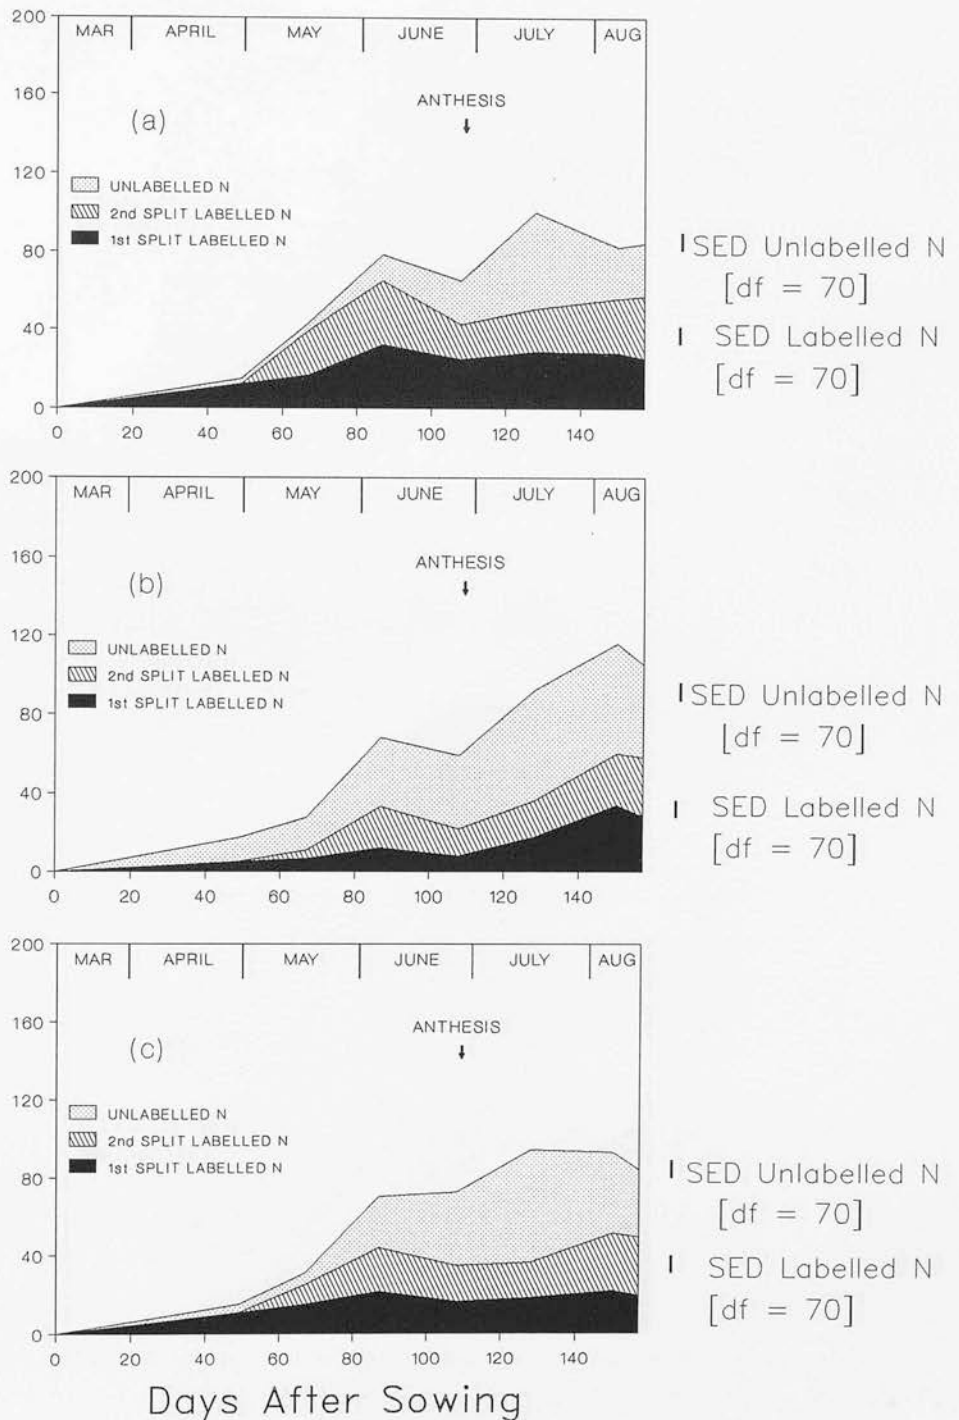 200
MAR APRIL MAY JUNE JULY AUG
160
ANTHESIS
(a)
120
UNLABELLED N
2nd SPLIT LABELLED N
1st SPLIT LABELLED N
80
40
0
0 20 40 60 80 100 120 140
SED Unlabelled N
[df = 70]
SED Labelled N
[df = 70]
200
MAR APRIL MAY JUNE JULY AUG
160
ANTHESIS
(b)
120
UNLABELLED N
2nd SPLIT LABELLED N
1st SPLIT LABELLED N
80
40
0
0 20 40 60 80 100 120 140
SED Unlabelled N
[df = 70]
SED Labelled N
[df = 70]
200
MAR APRIL MAY JUNE JULY AUG
160
ANTHESIS
(c)
120
UNLABELLED N
2nd SPLIT LABELLED N
1st SPLIT LABELLED N
80
40
0
0 20 40 60 80 100 120 140
SED Unlabelled N
[df = 70]
SED Labelled N
[df = 70]
Days After Sowing